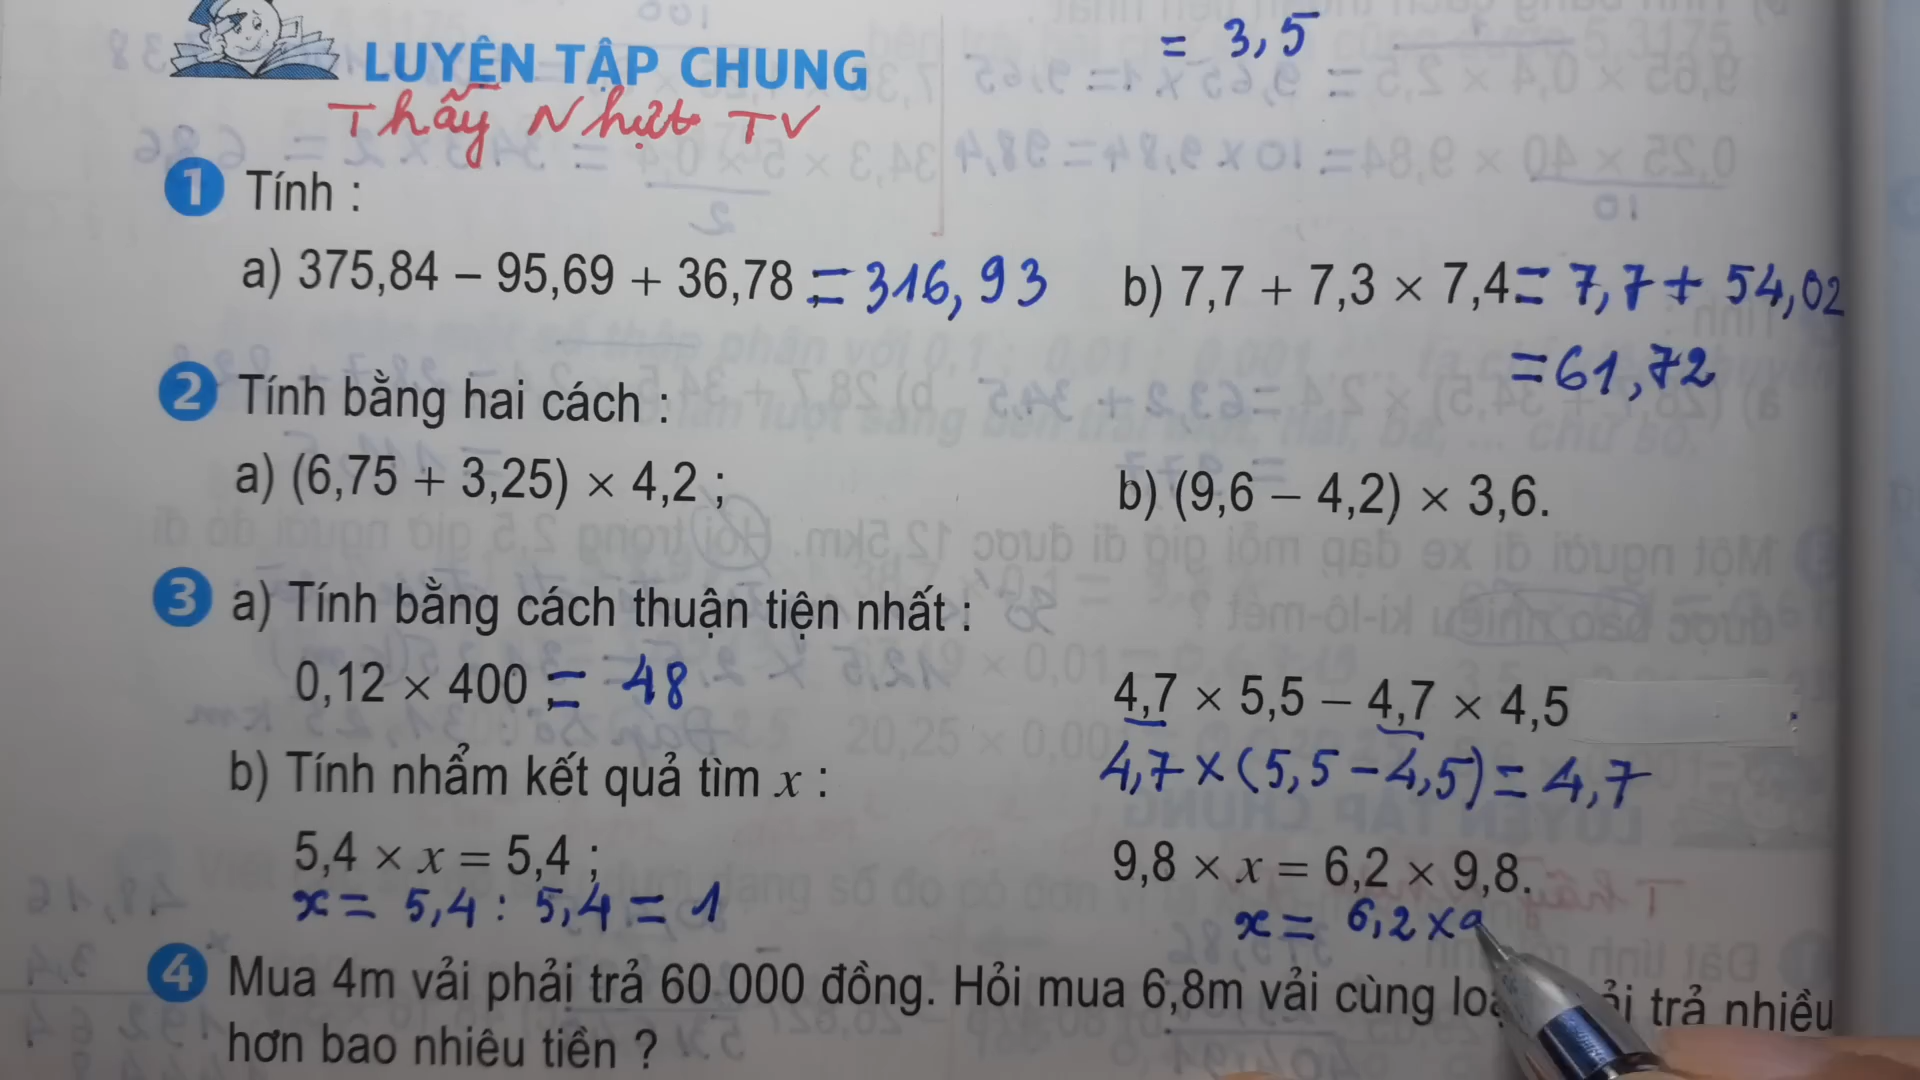 = 3,5
LUYỆN TẬP CHUNG
Thầy Nhựt TV
1 Tính :
a) 375,84 – 95,69 + 36,78 ; = 316,93
b) 7,7 + 7,3 × 7,4. = 7,7 + 54,02
= 61,72
2 Tính bằng hai cách :
a) (6,75 + 3,25) × 4,2 ;
b) (9,6 – 4,2) × 3,6.
3 a) Tính bằng cách thuận tiện nhất :
0,12 × 400 ; = 48
4,7 × 5,5 – 4,7 × 4,5
4,7 × (5,5 – 4,5) = 4,7
b) Tính nhẩm kết quả tìm x :
5,4 × x = 5,4 ;
9,8 × x = 6,2 × 9,8.
x = 5,4 : 5,4 = 1
x = 6,2 ×
4 Mua 4m vải phải trả 60 000 đồng. Hỏi mua 6,8m vải cùng trả nhiều
hơn bao nhiêu tiền ?